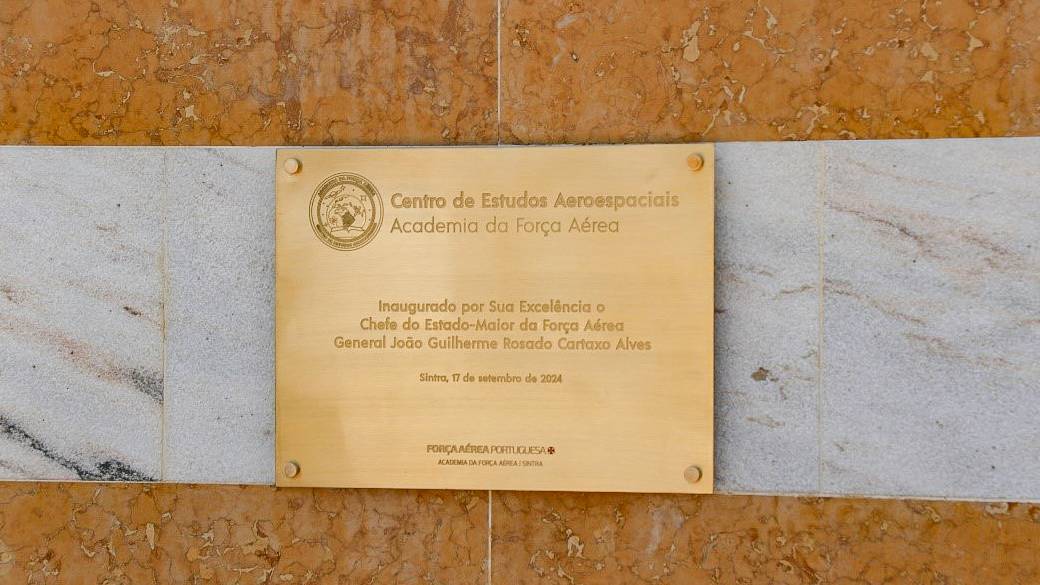 Centro de Estudos Aeroespaciais
Academia da Força Aérea
Inaugurado por Sua Excelência o
Chefe do Estado-Maior da Força Aérea
General João Guilherme Rosado Cartaxo Alves
Sintra, 17 de setembro de 2024
FORÇA AÉREA PORTUGUESA
ACADEMIA DA FORÇA AÉREA | SINTRA